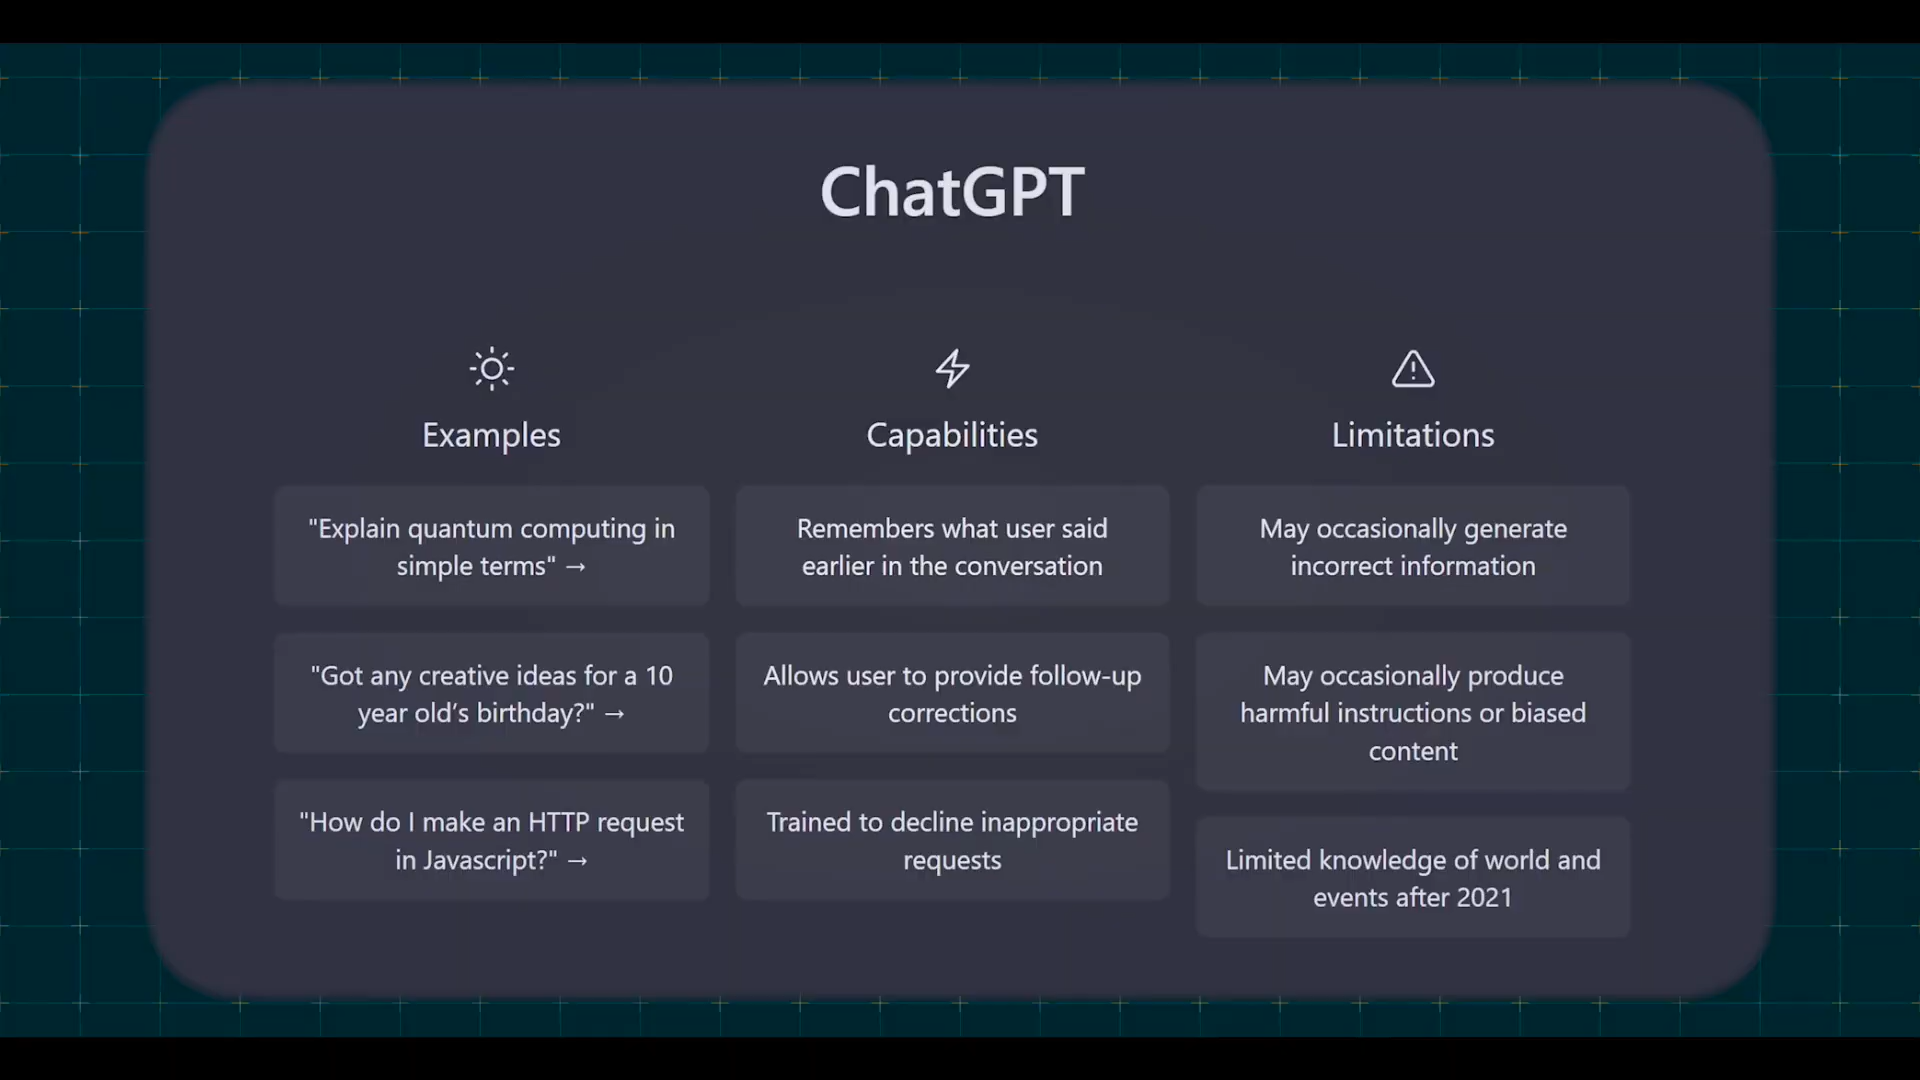 ChatGPT
Examples
"Explain quantum computing in
simple terms" →
"Got any creative ideas for a 10
year old’s birthday?" →
"How do I make an HTTP request
in Javascript?" →
Capabilities
Remembers what user said
earlier in the conversation
Allows user to provide follow-up
corrections
Trained to decline inappropriate
requests
Limitations
May occasionally generate
incorrect information
May occasionally produce
harmful instructions or biased
content
Limited knowledge of world and
events after 2021